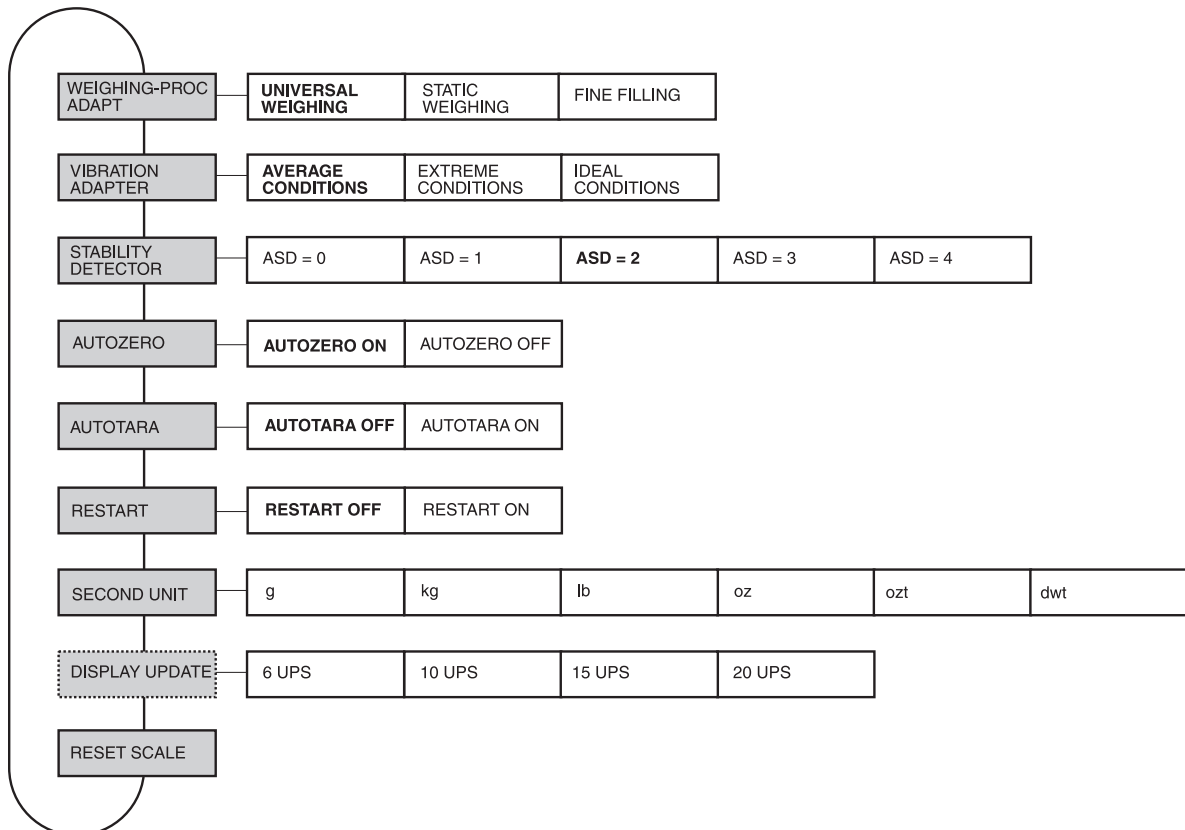 WEIGHING-PROC
ADAPT
UNIVERSAL
WEIGHING
STATIC
WEIGHING
FINE FILLING
VIBRATION
ADAPTER
AVERAGE
CONDITIONS
EXTREME
CONDITIONS
IDEAL
CONDITIONS
STABILITY
DETECTOR
ASD = 0
ASD = 1
ASD = 2
ASD = 3
ASD = 4
AUTOZERO
AUTOZERO ON
AUTOZERO OFF
AUTOTARA
AUTOTARA OFF
AUTOTARA ON
RESTART
RESTART OFF
RESTART ON
SECOND UNIT
g
kg
lb
oz
ozt
dwt
DISPLAY UPDATE
6 UPS
10 UPS
15 UPS
20 UPS
RESET SCALE